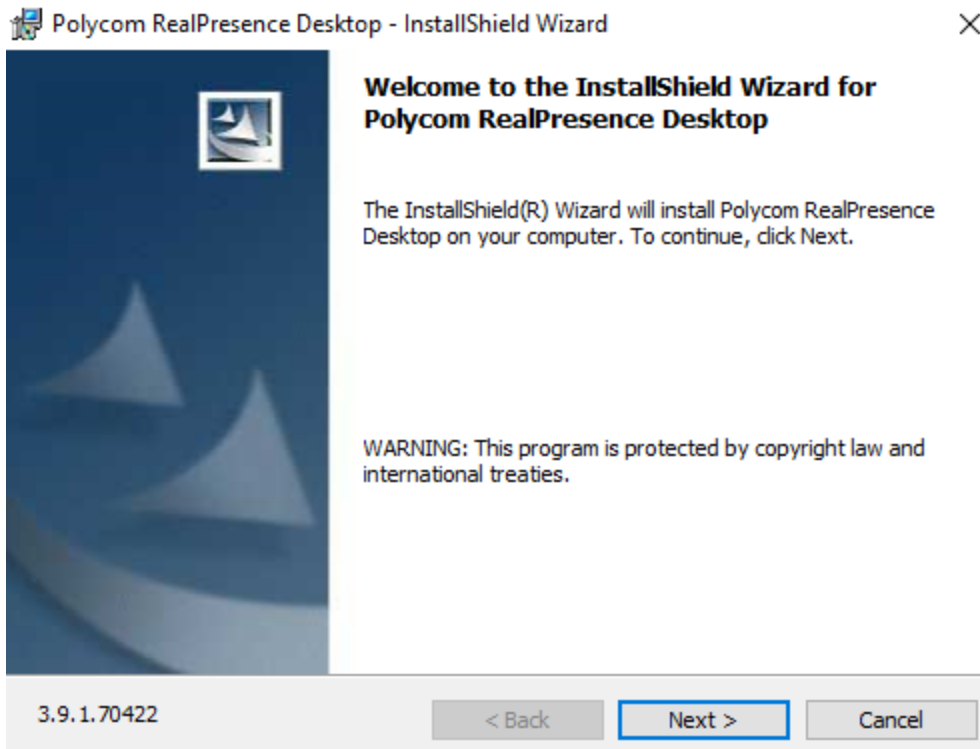 Polycom RealPresence Desktop - InstallShield Wizard
Welcome to the InstallShield Wizard for
Polycom RealPresence Desktop
The InstallShield(R) Wizard will install Polycom RealPresence
Desktop on your computer. To continue, click Next.
WARNING: This program is protected by copyright law and
international treaties.
3.9.1.70422
< Back
Next >
Cancel